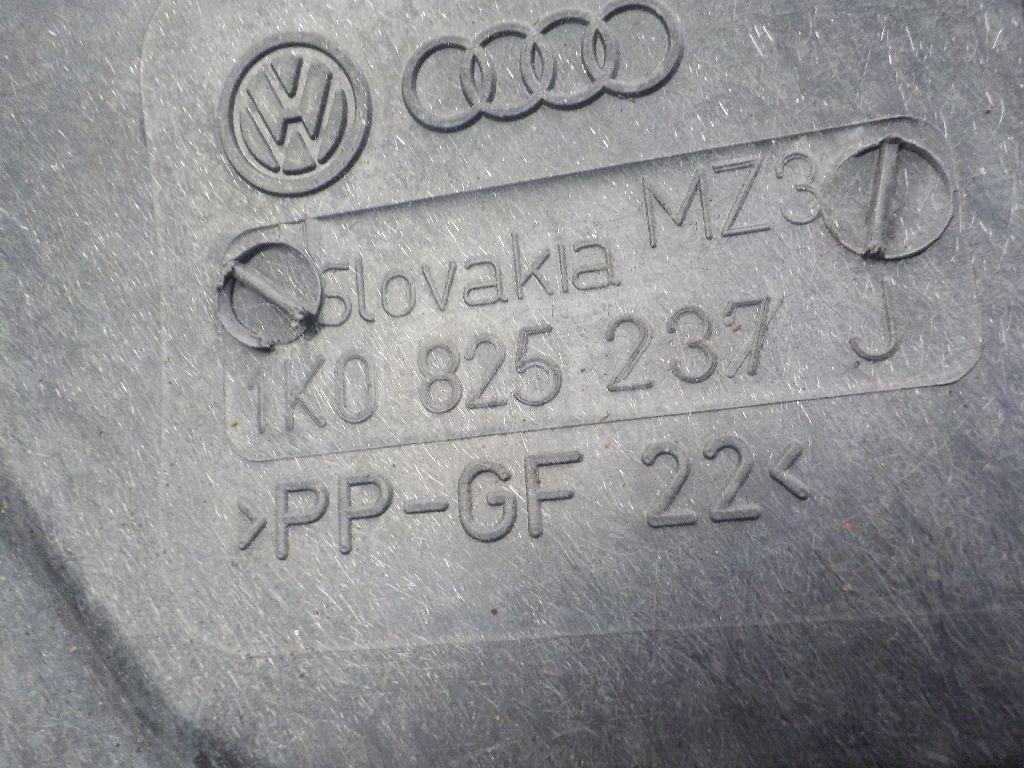 Slovakia MZ3
1K0 825 237 J
>PP-GF 22<